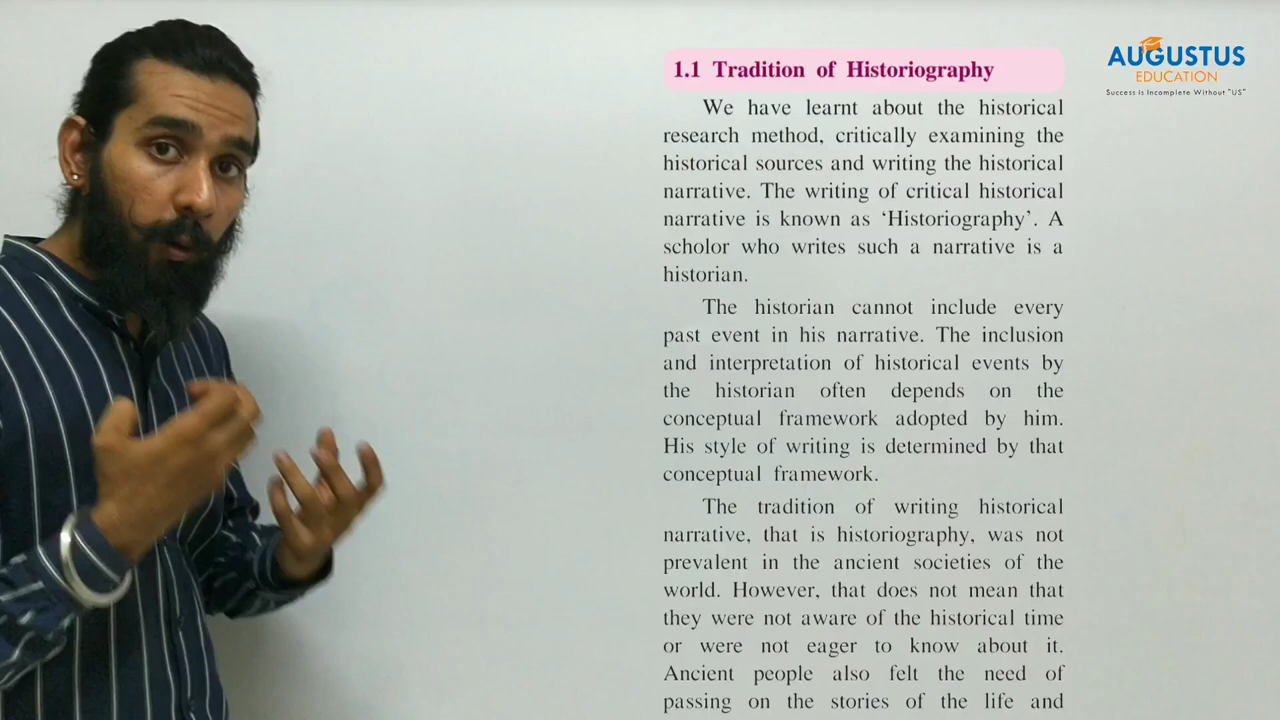 1.1 Tradition of Historiography
We have learnt about the historical
research method, critically examining the
historical sources and writing the historical
narrative. The writing of critical historical
narrative is known as ‘Historiography’. A
scholor who writes such a narrative is a
historian.
The historian cannot include every
past event in his narrative. The inclusion
and interpretation of historical events by
the historian often depends on the
conceptual framework adopted by him.
His style of writing is determined by that
conceptual framework.
The tradition of writing historical
narrative, that is historiography, was not
prevalent in the ancient societies of the
world. However, that does not mean that
they were not aware of the historical time
or were not eager to know about it.
Ancient people also felt the need of
passing on the stories of the life and
AUGUSTUS
EDUCATION
Success is Incomplete Without "US"